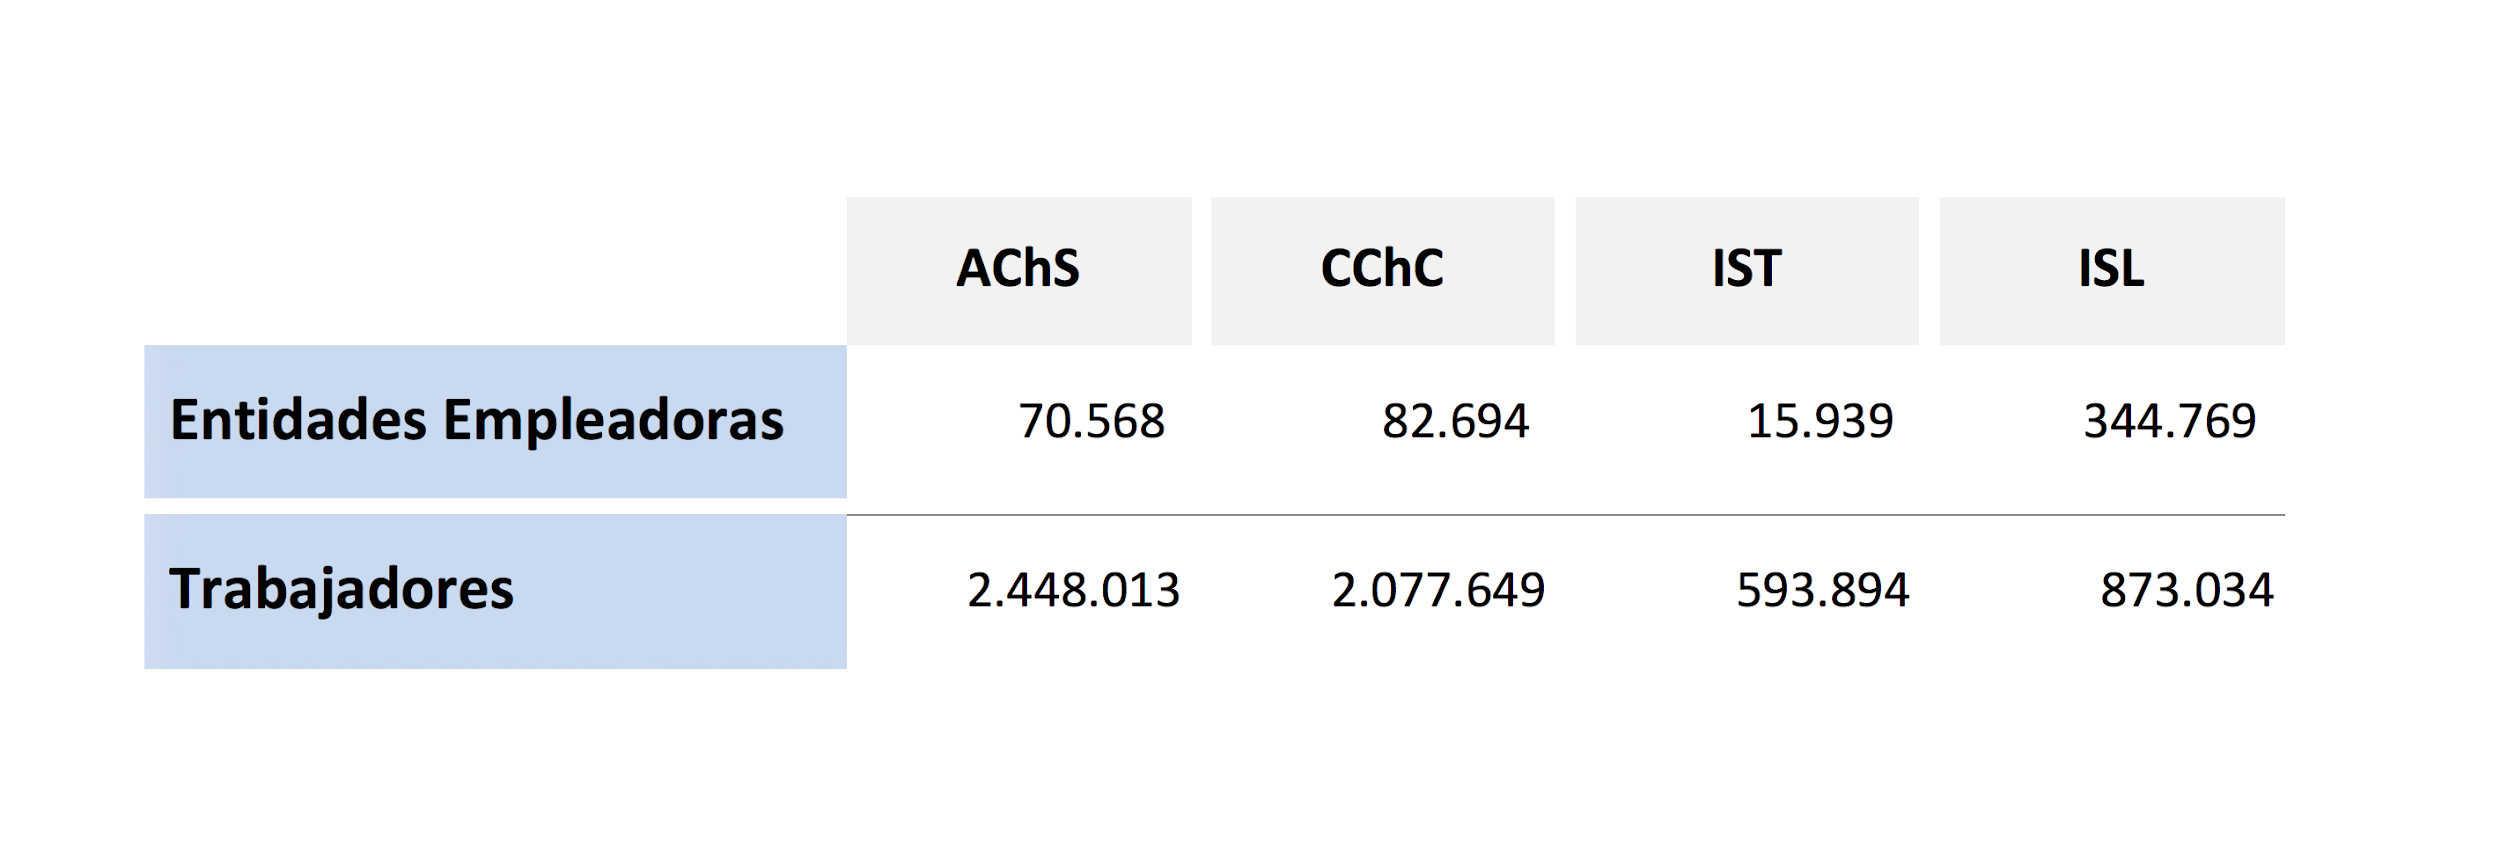 AChS CChC IST ISL
Entidades Empleadoras 70.568 82.694 15.939 344.769
Trabajadores 2.448.013 2.077.649 593.894 873.034